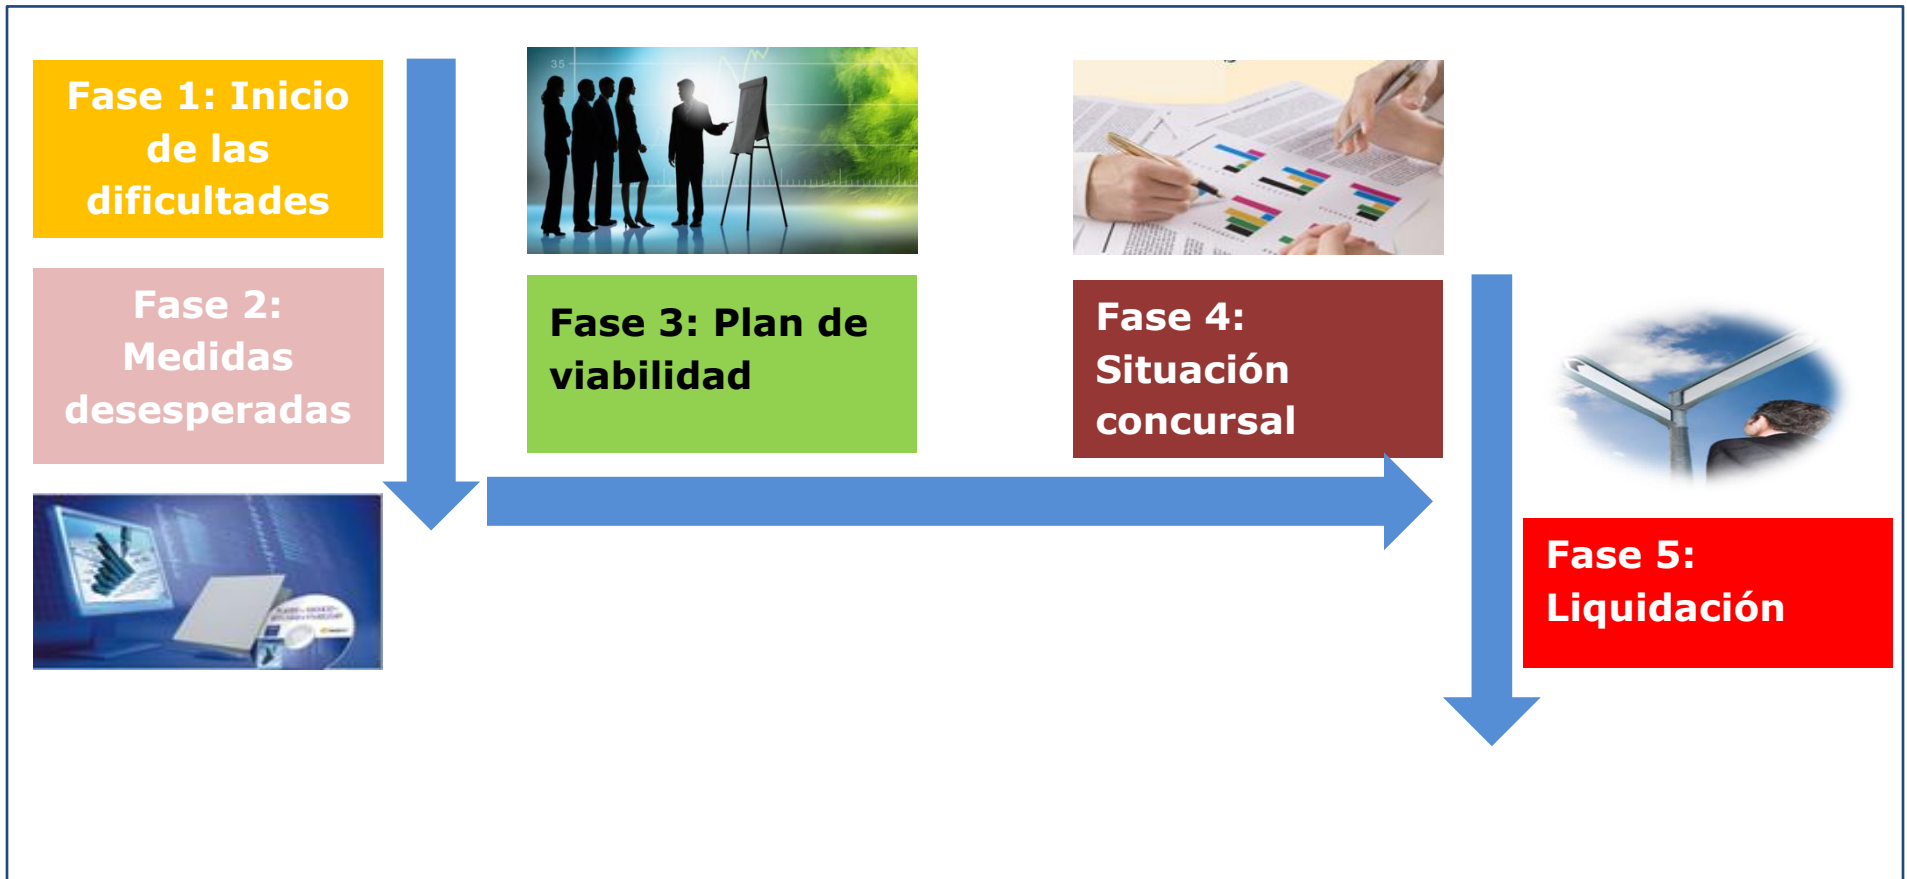 Fase 1: Inicio
de las
dificultades
Fase 2:
Medidas
desesperadas
35
Fase 3: Plan de
viabilidad
Fase 4:
Situación
concursal
Fase 5:
Liquidación